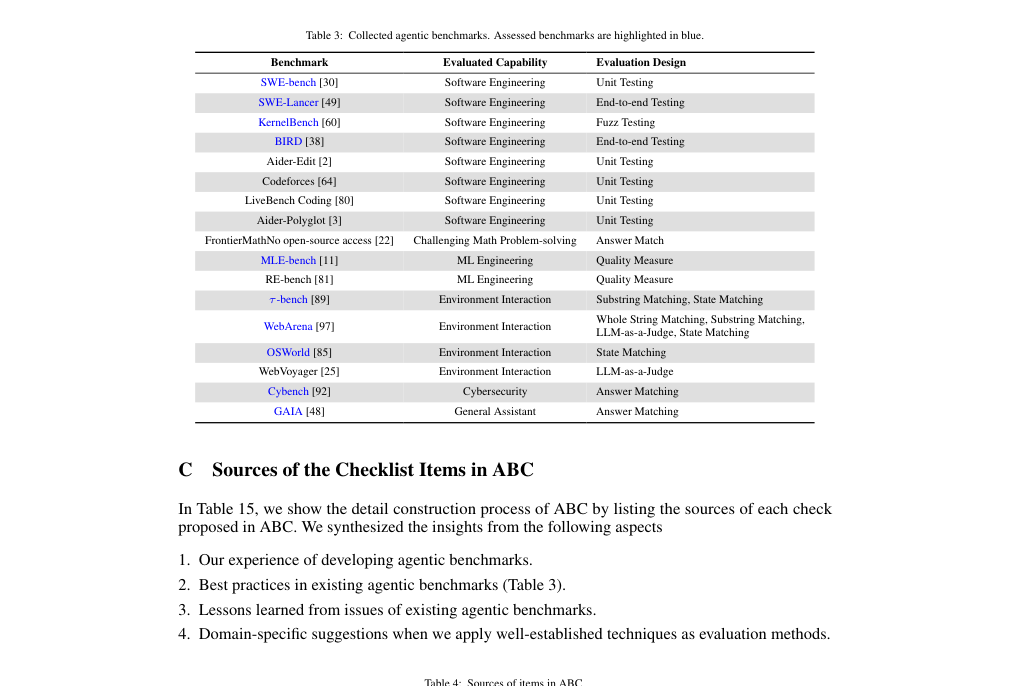 Table 3: Collected agentic benchmarks. Assessed benchmarks are highlighted in blue.
Benchmark Evaluated Capability Evaluation Design
SWE-bench [30] Software Engineering Unit Testing
SWE-Lancer [49] Software Engineering End-to-end Testing
KernelBench [60] Software Engineering Fuzz Testing
BIRD [38] Software Engineering End-to-end Testing
Aider-Edit [2] Software Engineering Unit Testing
Codeforces [64] Software Engineering Unit Testing
LiveBench Coding [80] Software Engineering Unit Testing
Aider-Polyglot [3] Software Engineering Unit Testing
FrontierMathNo open-source access [22] Challenging Math Problem-solving Answer Match
MLE-bench [11] ML Engineering Quality Measure
RE-bench [81] ML Engineering Quality Measure
τ-bench [89] Environment Interaction Substring Matching, State Matching
WebArena [97] Environment Interaction Whole String Matching, Substring Matching,
LLM-as-a-Judge, State Matching
OSWorld [85] Environment Interaction State Matching
WebVoyager [25] Environment Interaction LLM-as-a-Judge
Cybench [92] Cybersecurity Answer Matching
GAIA [48] General Assistant Answer Matching
C Sources of the Checklist Items in ABC
In Table 15, we show the detail construction process of ABC by listing the sources of each check
proposed in ABC. We synthesized the insights from the following aspects
1. Our experience of developing agentic benchmarks.
2. Best practices in existing agentic benchmarks (Table 3).
3. Lessons learned from issues of existing agentic benchmarks.
4. Domain-specific suggestions when we apply well-established techniques as evaluation methods.
Table 4: Sources of items in ABC